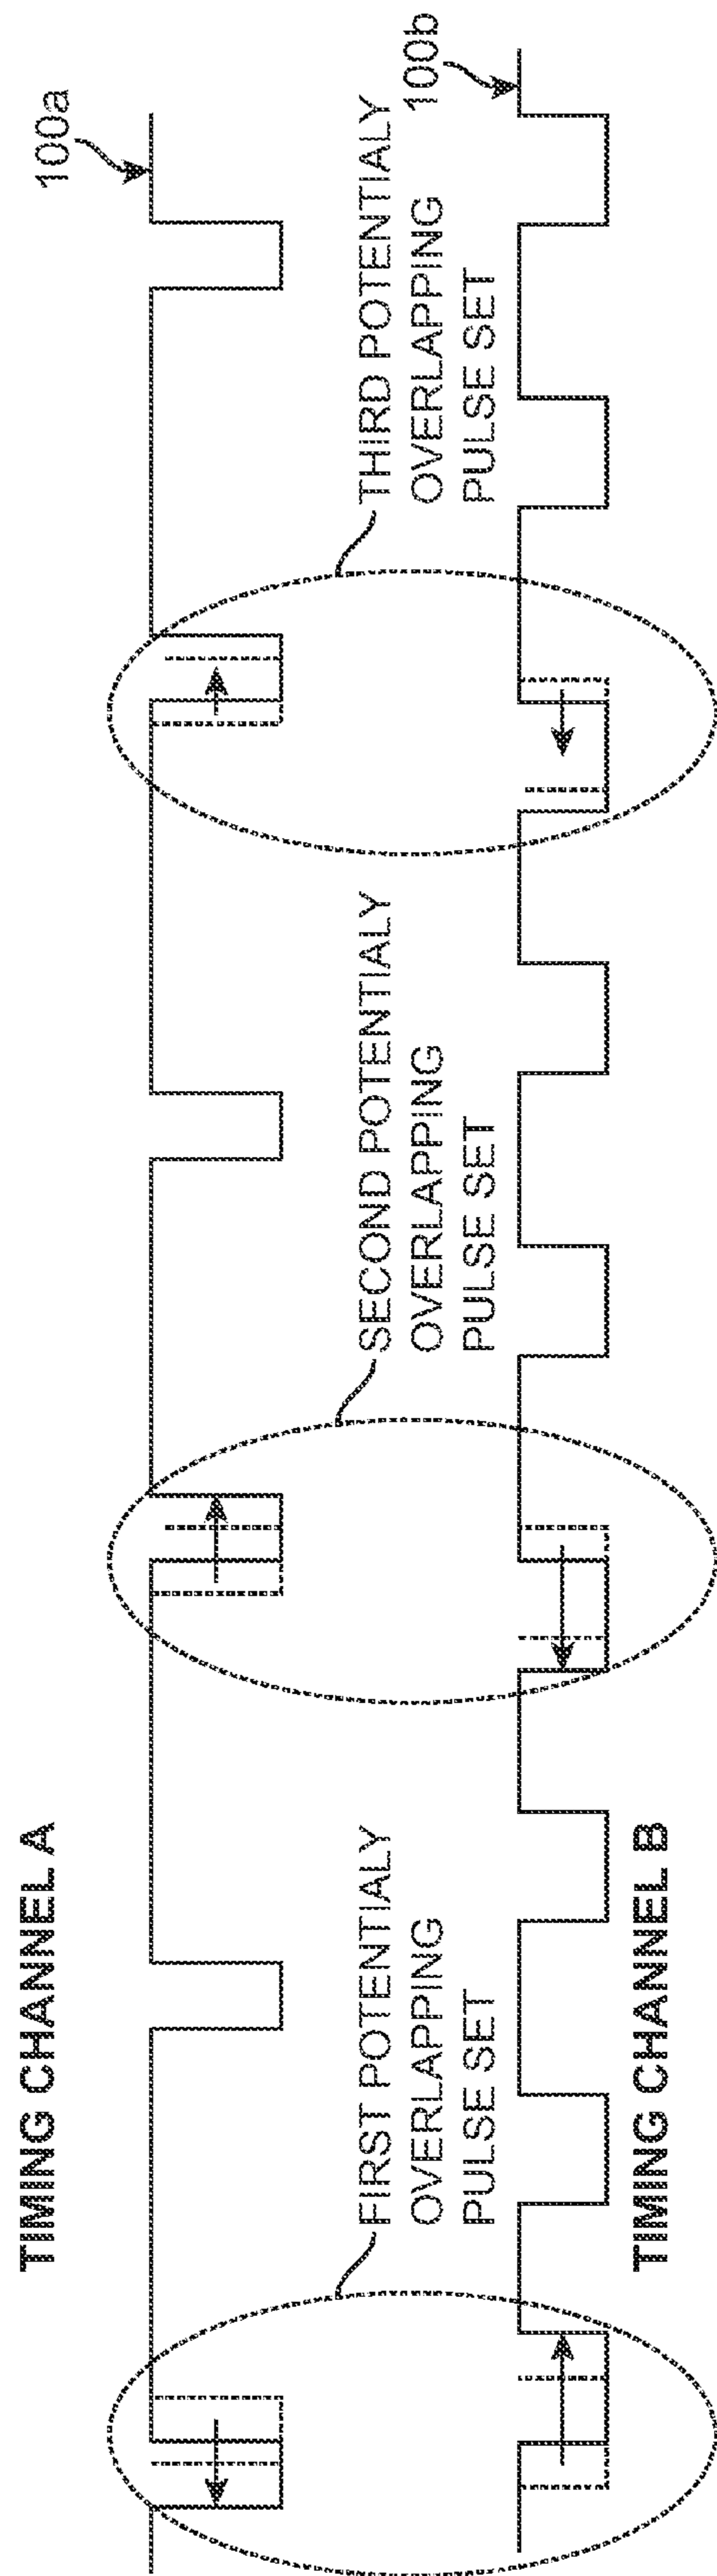 TIMING CHANNEL A
100a
FIRST POTENTIALY
OVERLAPPING
PULSE SET
SECOND POTENTIALY
OVERLAPPING
PULSE SET
THIRD POTENTIALY
OVERLAPPING
PULSE SET
100b
TIMING CHANNEL B